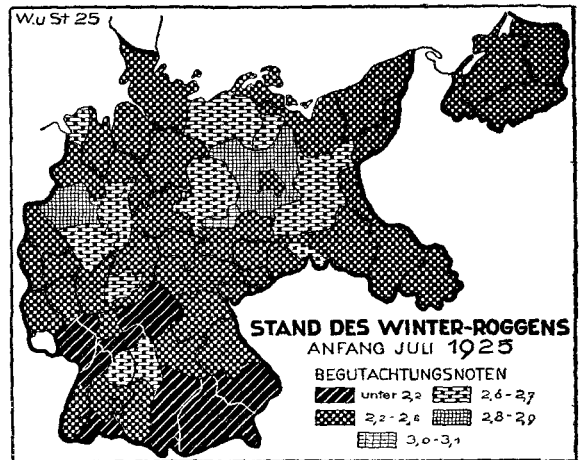 W.u St 25
STAND DES WINTER-ROGGENS
ANFANG JULI 1925
BEGUTACHTUNGSNOTEN
unter 2,2 2,6-2,7
2,2-2,5 2,8-2,9
3,0-3,1